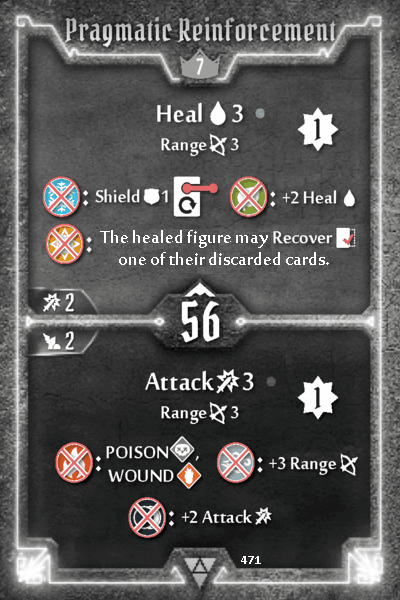 Pragmatic Reinforcement
7
Heal 3
1
Range 3
: Shield 1 : +2 Heal
: The healed figure may Recover
one of their discarded cards.
2
56
2
Attack 3
1
Range 3
: POISON,
WOUND : +3 Range
: +2 Attack
471